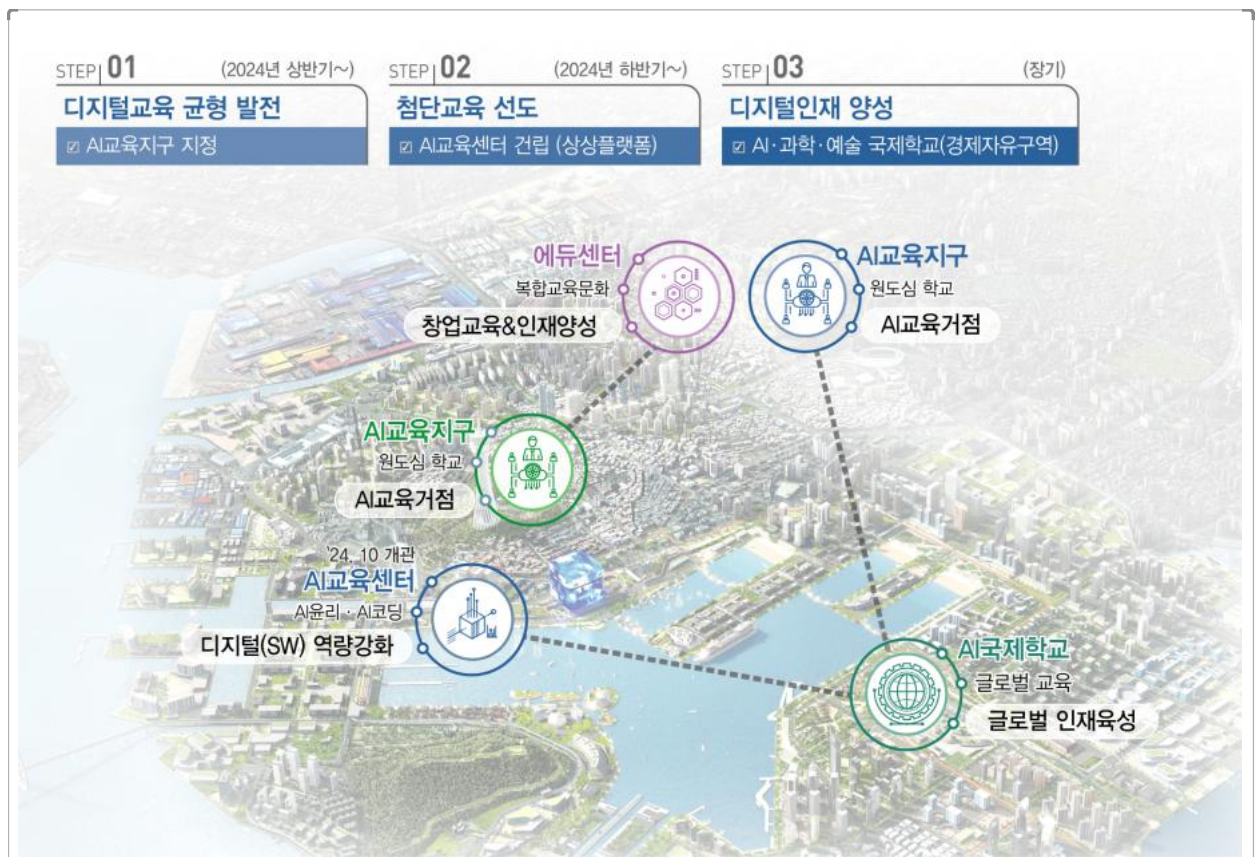 STEP 01 (2024년 상반기~)
디지털교육 균형 발전
☑ AI교육지구 지정
STEP 02 (2024년 하반기~)
첨단교육 선도
☑ AI교육센터 건립 (상상플랫폼)
STEP 03 (장기)
디지털인재 양성
☑ AI·과학·예술 국제학교(경제자유구역)
에듀센터
복합교육문화
창업교육&인재양성
AI교육지구
원도심 학교
AI교육거점
AI교육지구
원도심 학교
AI교육거점
'24. 10 개관
AI교육센터
AI윤리·AI코딩
디지털(SW) 역량강화
AI국제학교
글로벌 교육
글로벌 인재육성